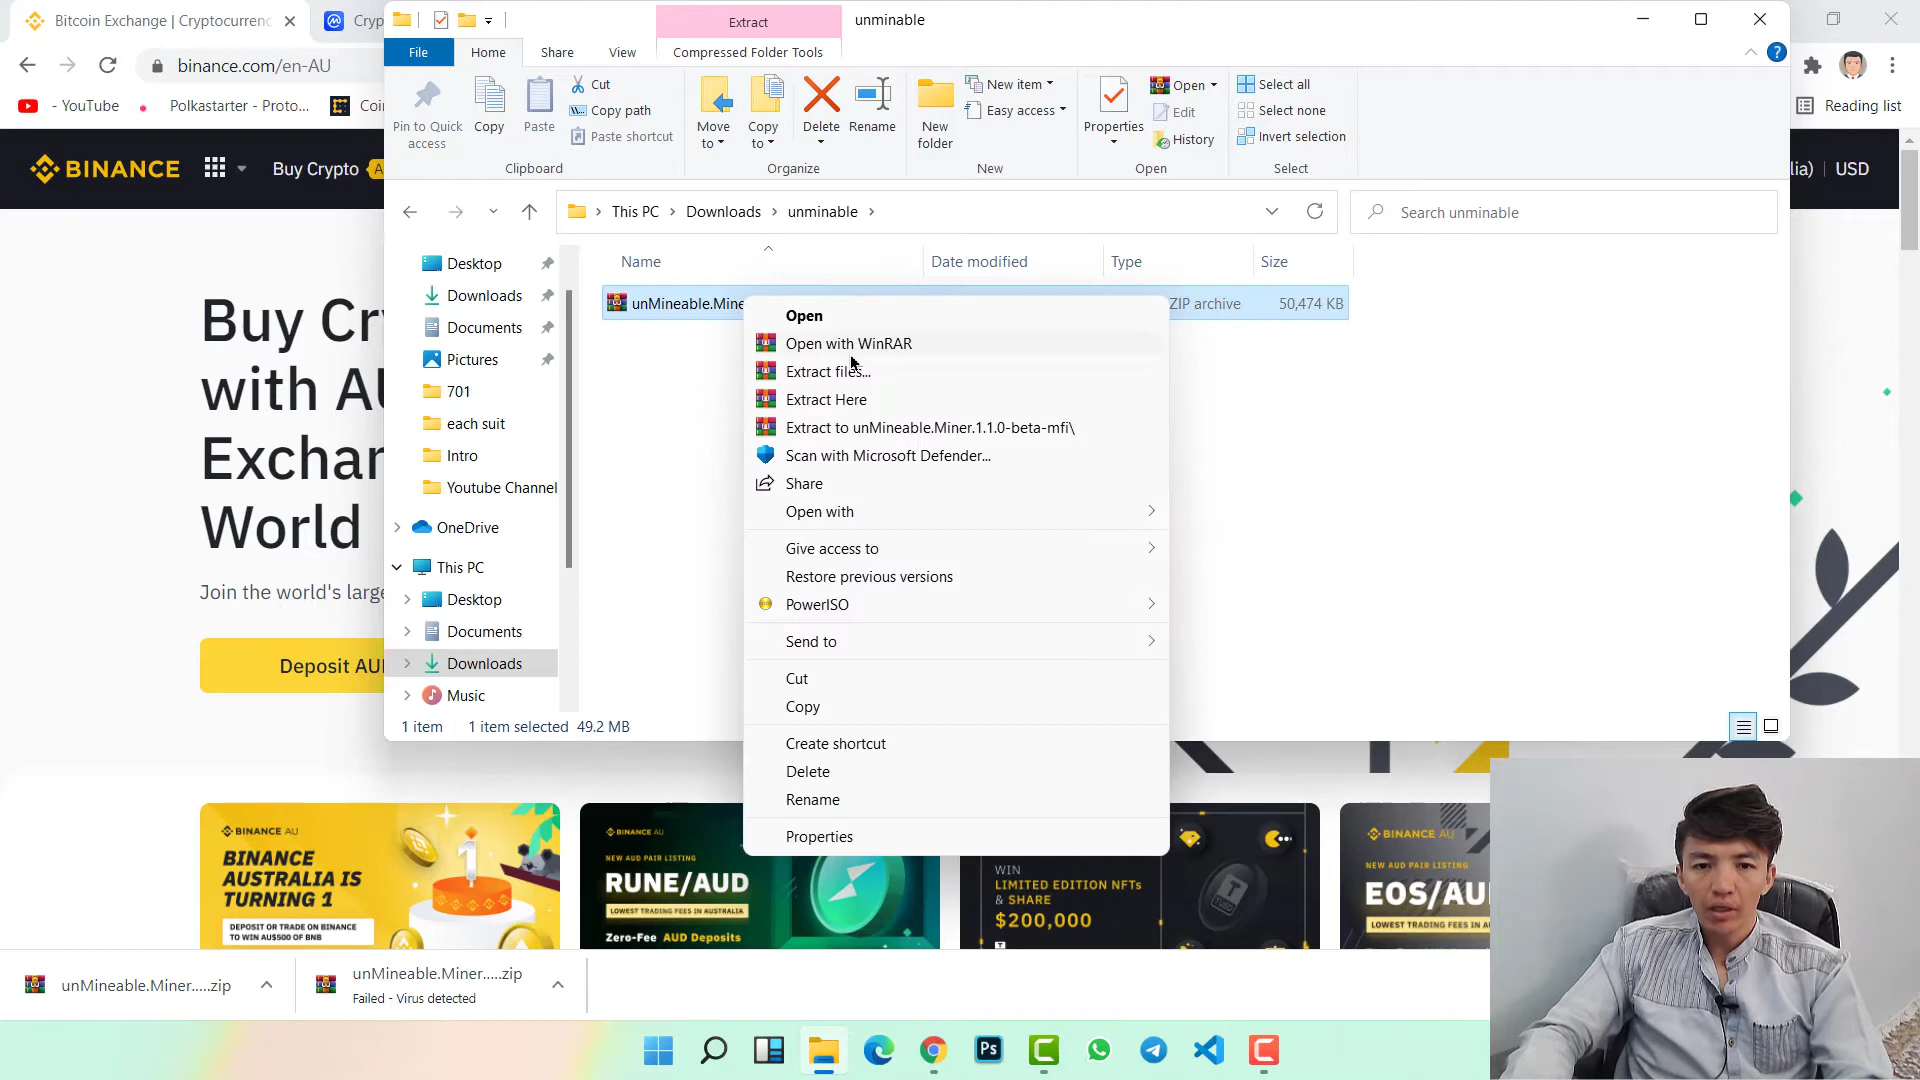 Bitcoin Exchange | Cryptocurrenc
Cryp
Extract
unminable
File
Home
Share
View
Compressed Folder Tools
binance.com/en-AU
- YouTube
Polkastarter - Proto...
Coi
Reading list
Pin to Quick access
Copy
Paste
Cut
Copy path
Paste shortcut
Clipboard
Move to
Copy to
Delete
Rename
Organize
New folder
New item
Easy access
New
Properties
Open
Edit
History
Open
Select all
Select none
Invert selection
Select
BINANCE
Buy Crypto
lia)
USD
This PC
Downloads
unminable
Search unminable
Name
Date modified
Type
Size
unMineable.Mine
ZIP archive
50,474 KB
Desktop
Downloads
Documents
Pictures
701
each suit
Intro
Youtube Channel
OneDrive
This PC
Desktop
Documents
Downloads
Music
1 item
1 item selected
49.2 MB
Open
Open with WinRAR
Extract files...
Extract Here
Extract to unMineable.Miner.1.1.0-beta-mfi\
Scan with Microsoft Defender...
Share
Open with
Give access to
Restore previous versions
PowerISO
Send to
Cut
Copy
Create shortcut
Delete
Rename
Properties
Buy Cr
with AU
Exchan
World
Join the world's large
Deposit AUD
BINANCE AU
BINANCE
AUSTRALIA IS
TURNING 1
DEPOSIT OR TRADE ON BINANCE
TO WIN AU$500 OF BNB
BINANCE AU
NEW AUD PAIR LISTING
RUNE/AUD
LOWEST TRADING FEES IN AUSTRALIA
Zero-Fee AUD Deposits
WIN
LIMITED EDITION NFTs
& SHARE
$200,000
BINANCE AU
NEW AUD PAIR LISTING
EOS/AU
LOWEST TRADING FEES IN AUS
unMineable.Miner.....zip
unMineable.Miner.....zip
Failed - Virus detected
Ps